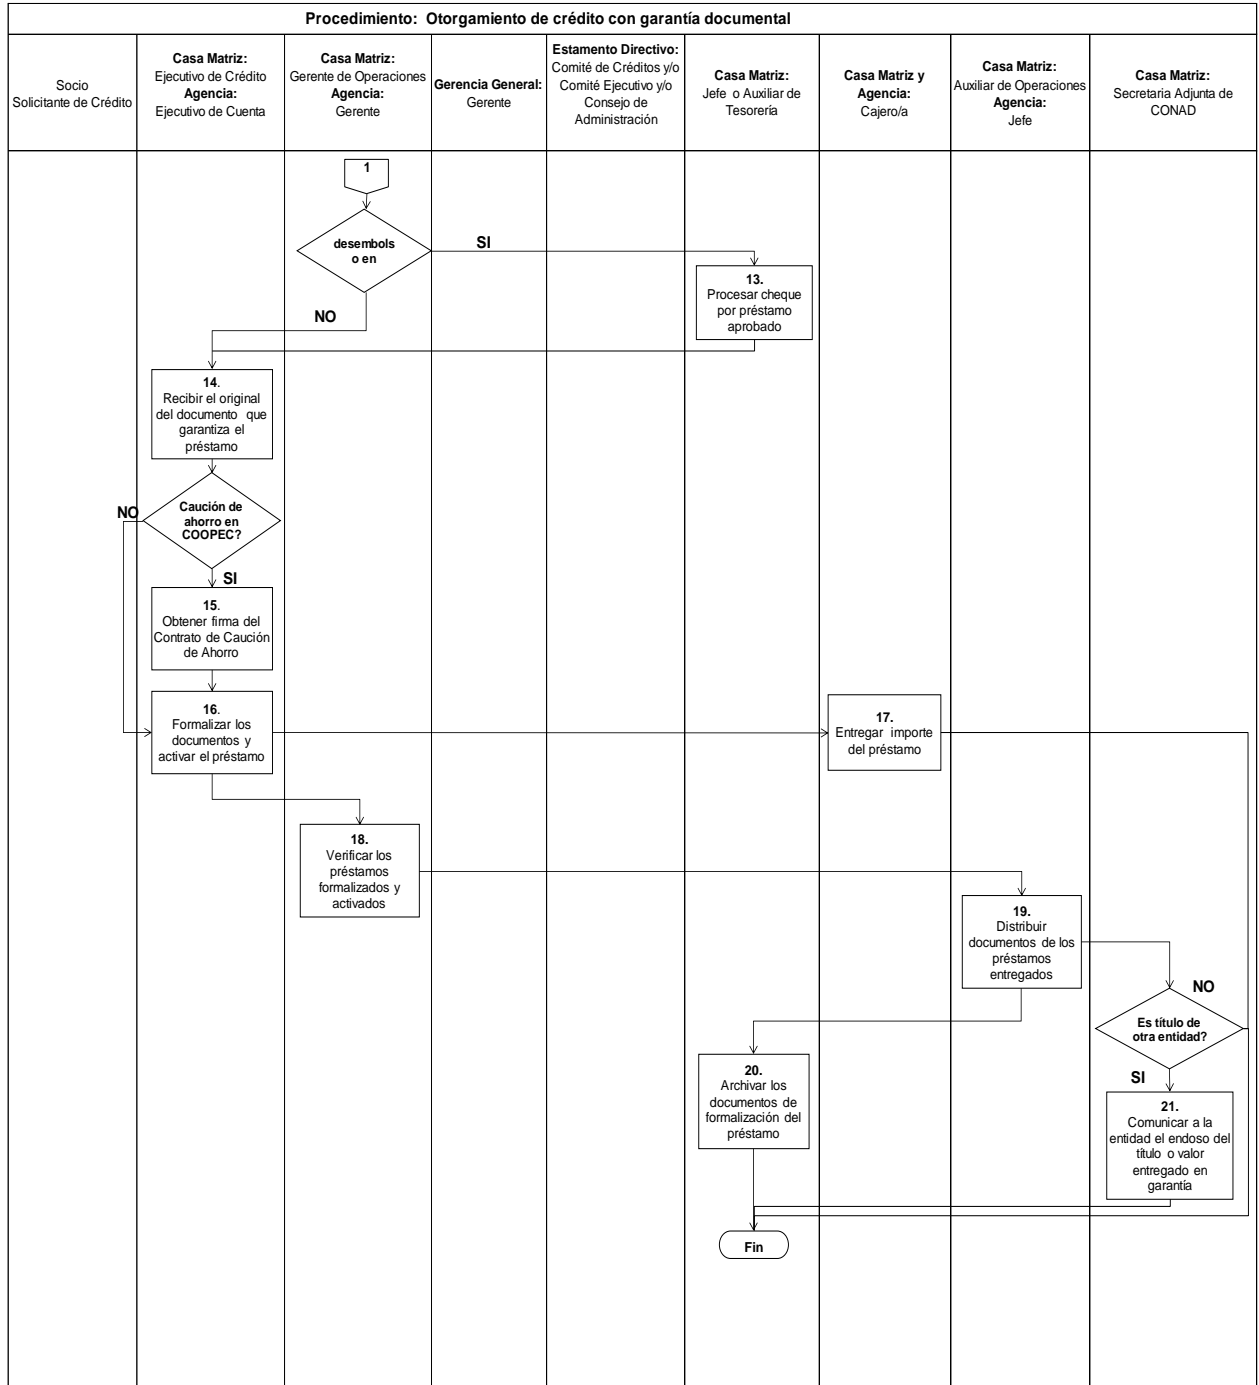 Procedimiento: Otorgamiento de crédito con garantía documental
Socio
Solicitante de Crédito
Casa Matriz:
Ejecutivo de Crédito
Agencia:
Ejecutivo de Cuenta
Casa Matriz:
Gerente de Operaciones
Agencia:
Gerente
Gerencia General:
Gerente
Estamento Directivo:
Comité de Créditos y/o
Comité Ejecutivo y/o
Consejo de
Administración
Casa Matriz:
Jefe o Auxiliar de
Tesorería
Casa Matriz y
Agencia:
Cajero/a
Casa Matriz:
Auxiliar de Operaciones
Agencia:
Jefe
Casa Matriz:
Secretaria Adjunta de
CONAD
1
desembols
o en
SI
NO
13.
Procesar cheque
por préstamo
aprobado
14.
Recibir el original
del documento que
garantiza el
préstamo
Caución de
ahorro en
COOPEC?
NO
SI
15.
Obtener firma del
Contrato de Caución
de Ahorro
16.
Formalizar los
documentos y
activar el préstamo
17.
Entregar importe
del préstamo
18.
Verificar los
préstamos
formalizados y
activados
19.
Distribuir
documentos de los
préstamos
entregados
NO
Es título de
otra entidad?
SI
20.
Archivar los
documentos de
formalización del
préstamo
21.
Comunicar a la
entidad el endoso del
título o valor
entregado en
garantía
Fin